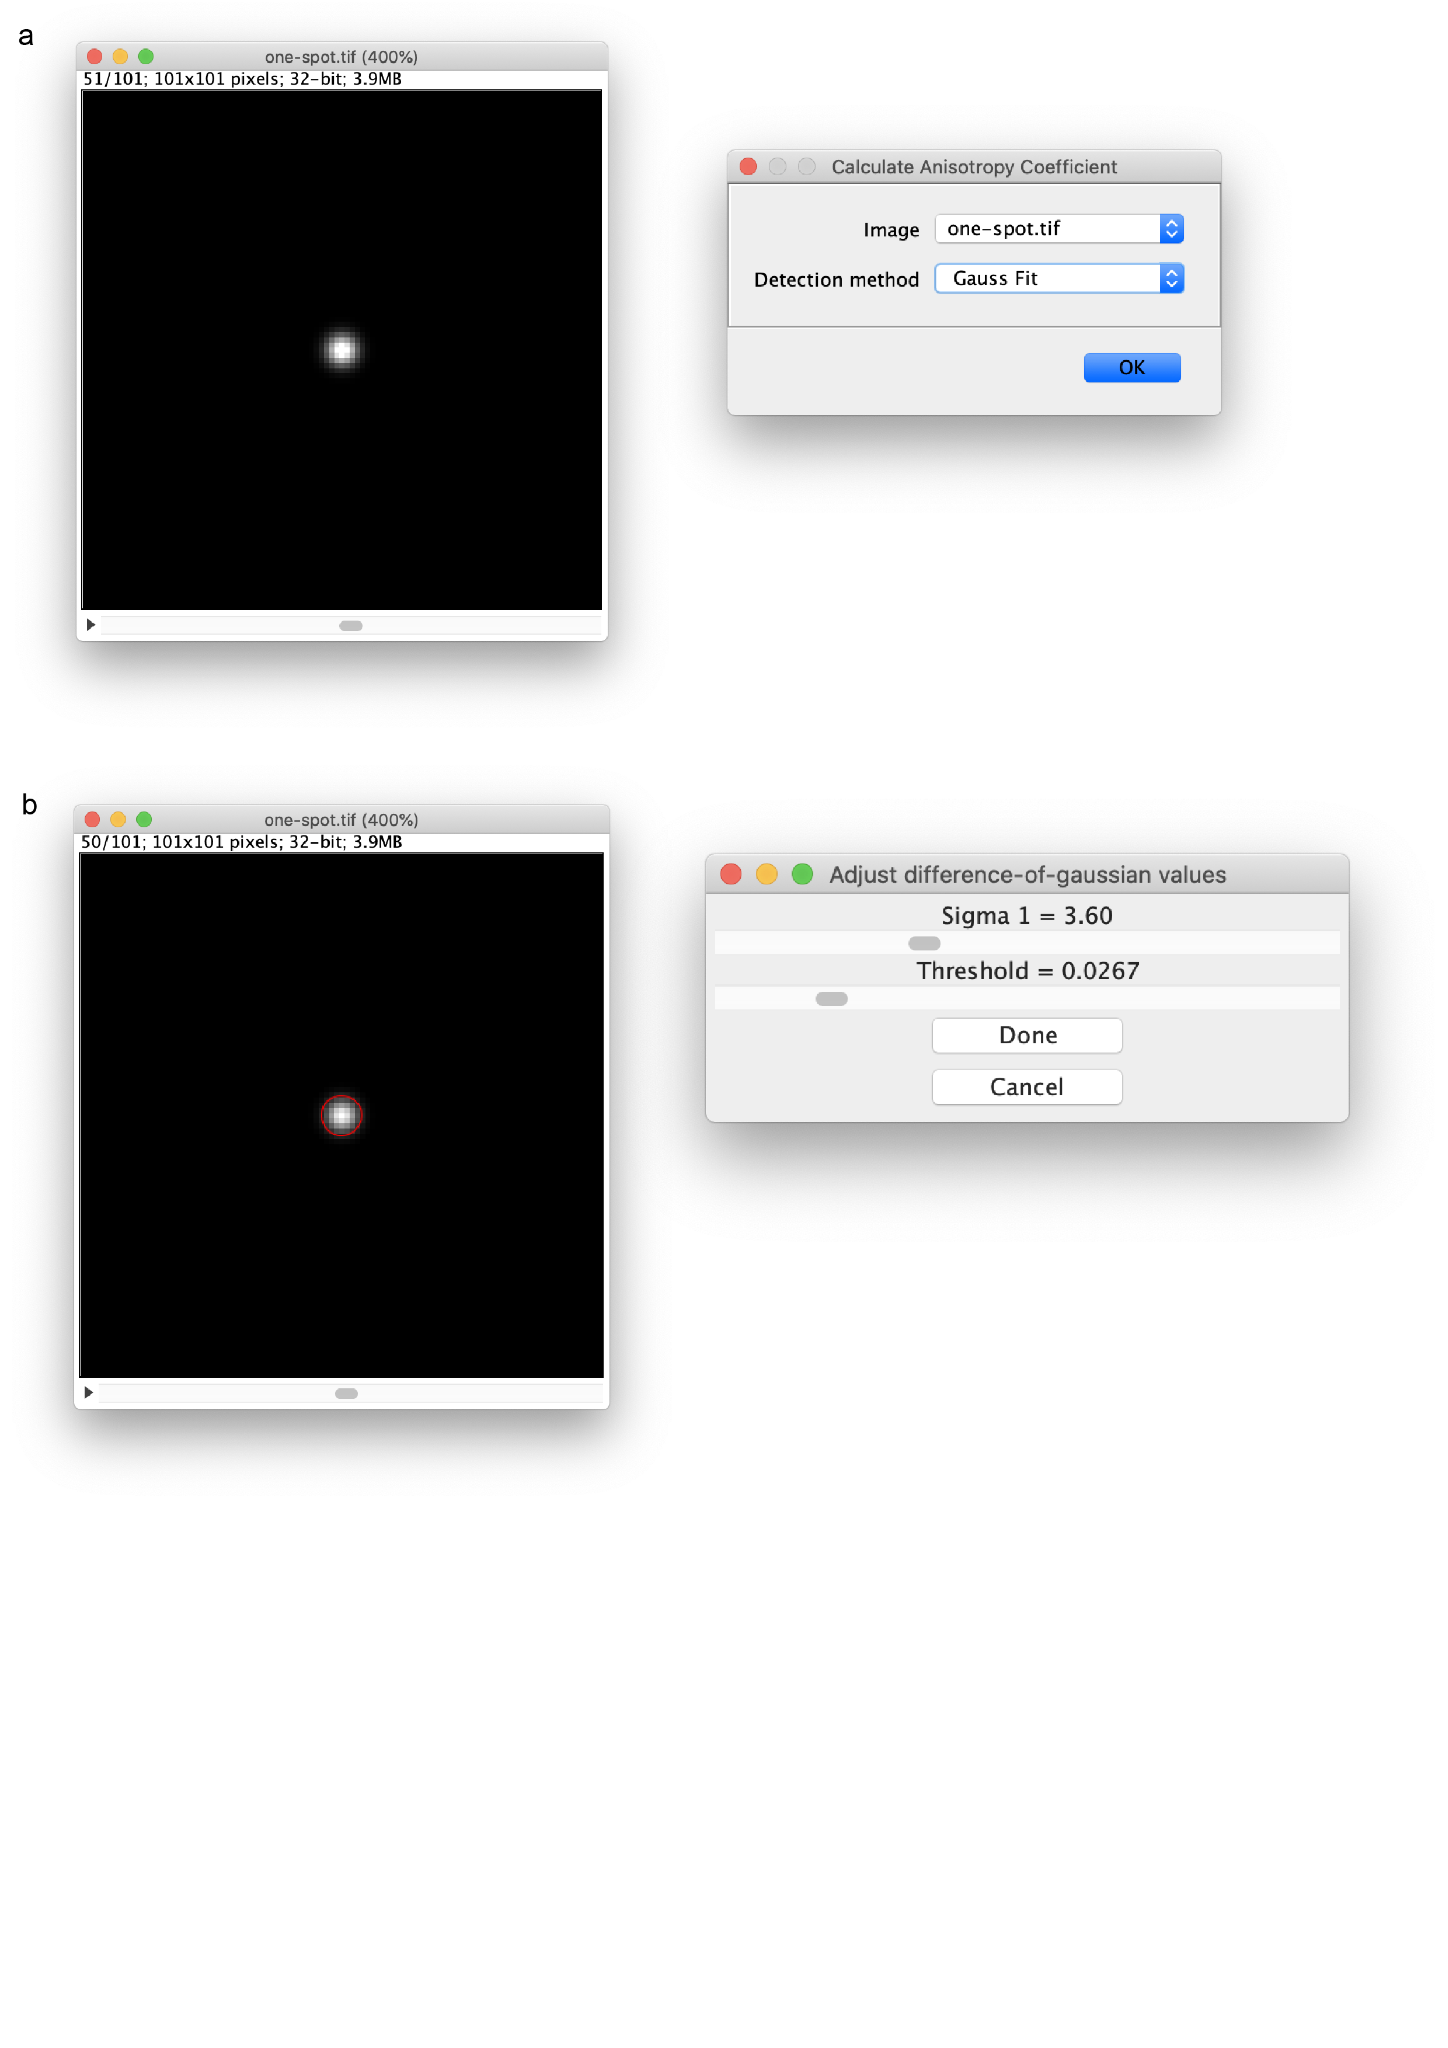 a
one-spot.tif (400%)
51/101; 101x101 pixels; 32-bit; 3.9MB
Calculate Anisotropy Coefficient
Image one-spot.tif
Detection method Gauss Fit
OK
b
one-spot.tif (400%)
50/101; 101x101 pixels; 32-bit; 3.9MB
Adjust difference-of-gaussian values
Sigma 1 = 3.60
Threshold = 0.0267
Done
Cancel